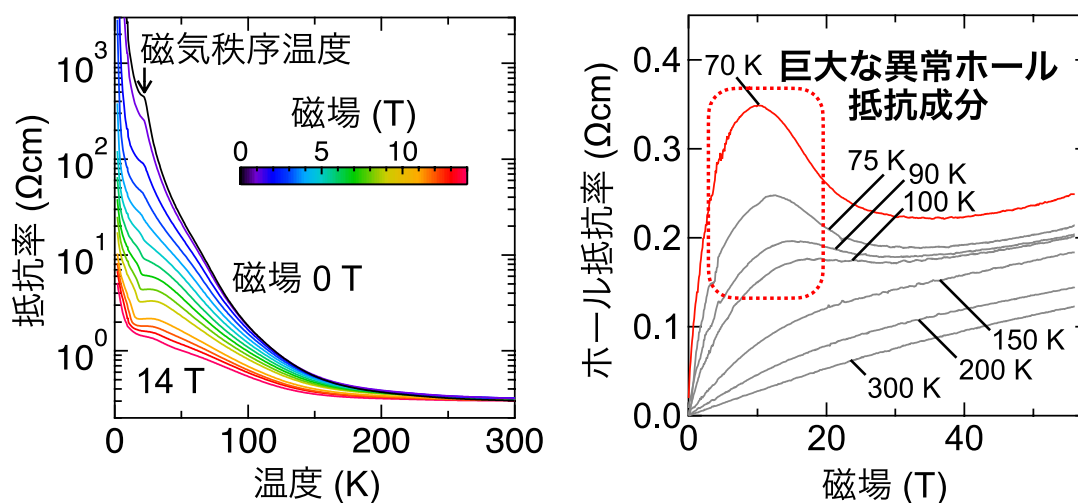 10³
10²
10¹
10⁰
抵抗率 (Ωcm)
磁気秩序温度
磁場 (T)
0 5 10
磁場 0 T
14 T
0 100 200 300
温度 (K)
0.4
0.3
0.2
0.1
0.0
ホール抵抗率 (Ωcm)
70 K
巨大な異常ホール
抵抗成分
75 K
90 K
100 K
150 K
200 K
300 K
0 20 40
磁場 (T)